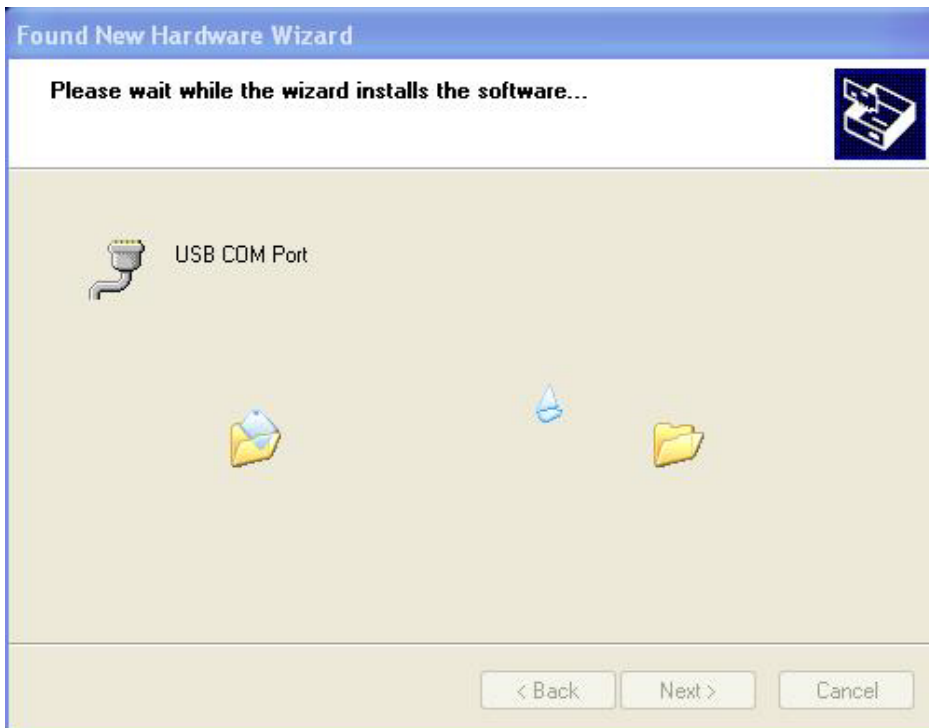 Found New Hardware Wizard
Please wait while the wizard installs the software...
USB COM Port
< Back
Next >
Cancel